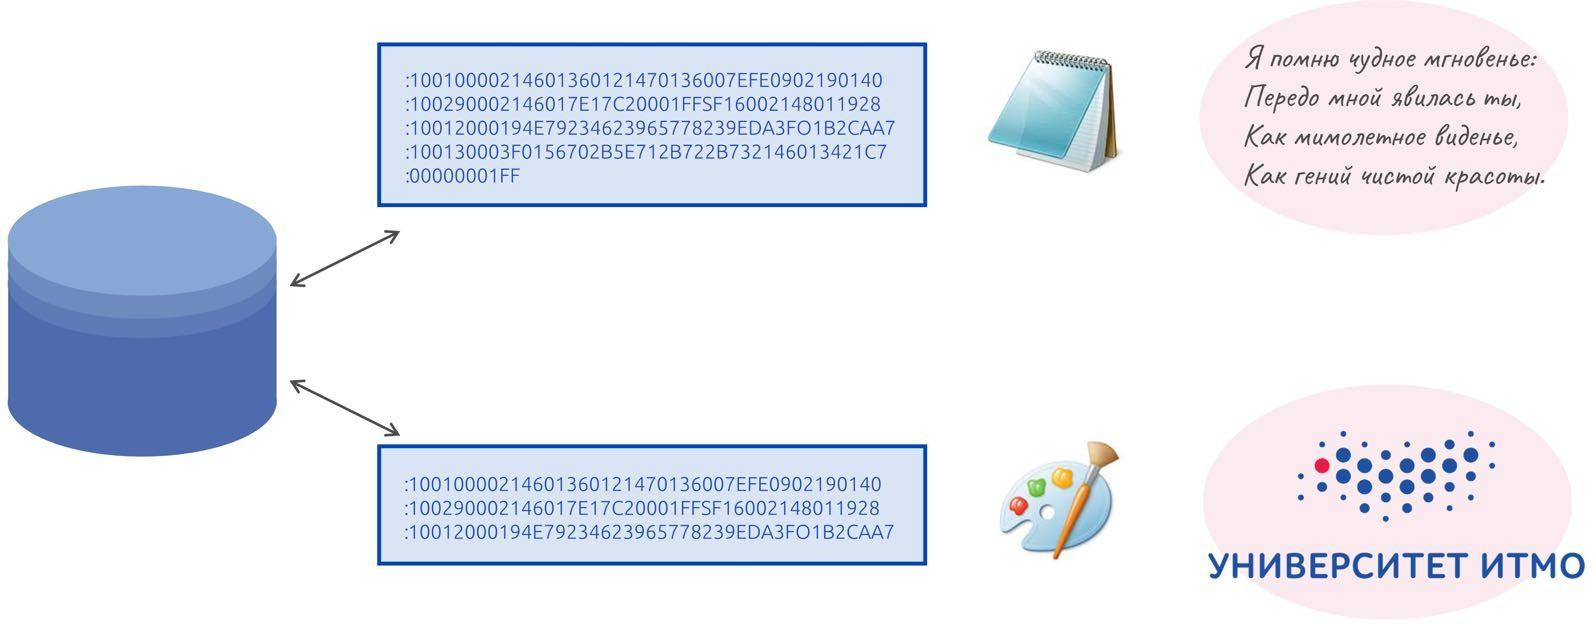 :10010000214601360121470136007EFE0902190140
:100290002146017E17C20001FFSF16002148011928
:10012000194E79234623965778239EDA3FO1B2CAA7
:100130003F0156702B5E712B722B732146013421C7
:00000001FF
Я помню чудное мгновенье:
Передо мной явилась ты,
Как мимолетное виденье,
Как гений чистой красоты.
:10010000214601360121470136007EFE0902190140
:100290002146017E17C20001FFSF16002148011928
:10012000194E79234623965778239EDA3FO1B2CAA7
УНИВЕРСИТЕТ ИТМО